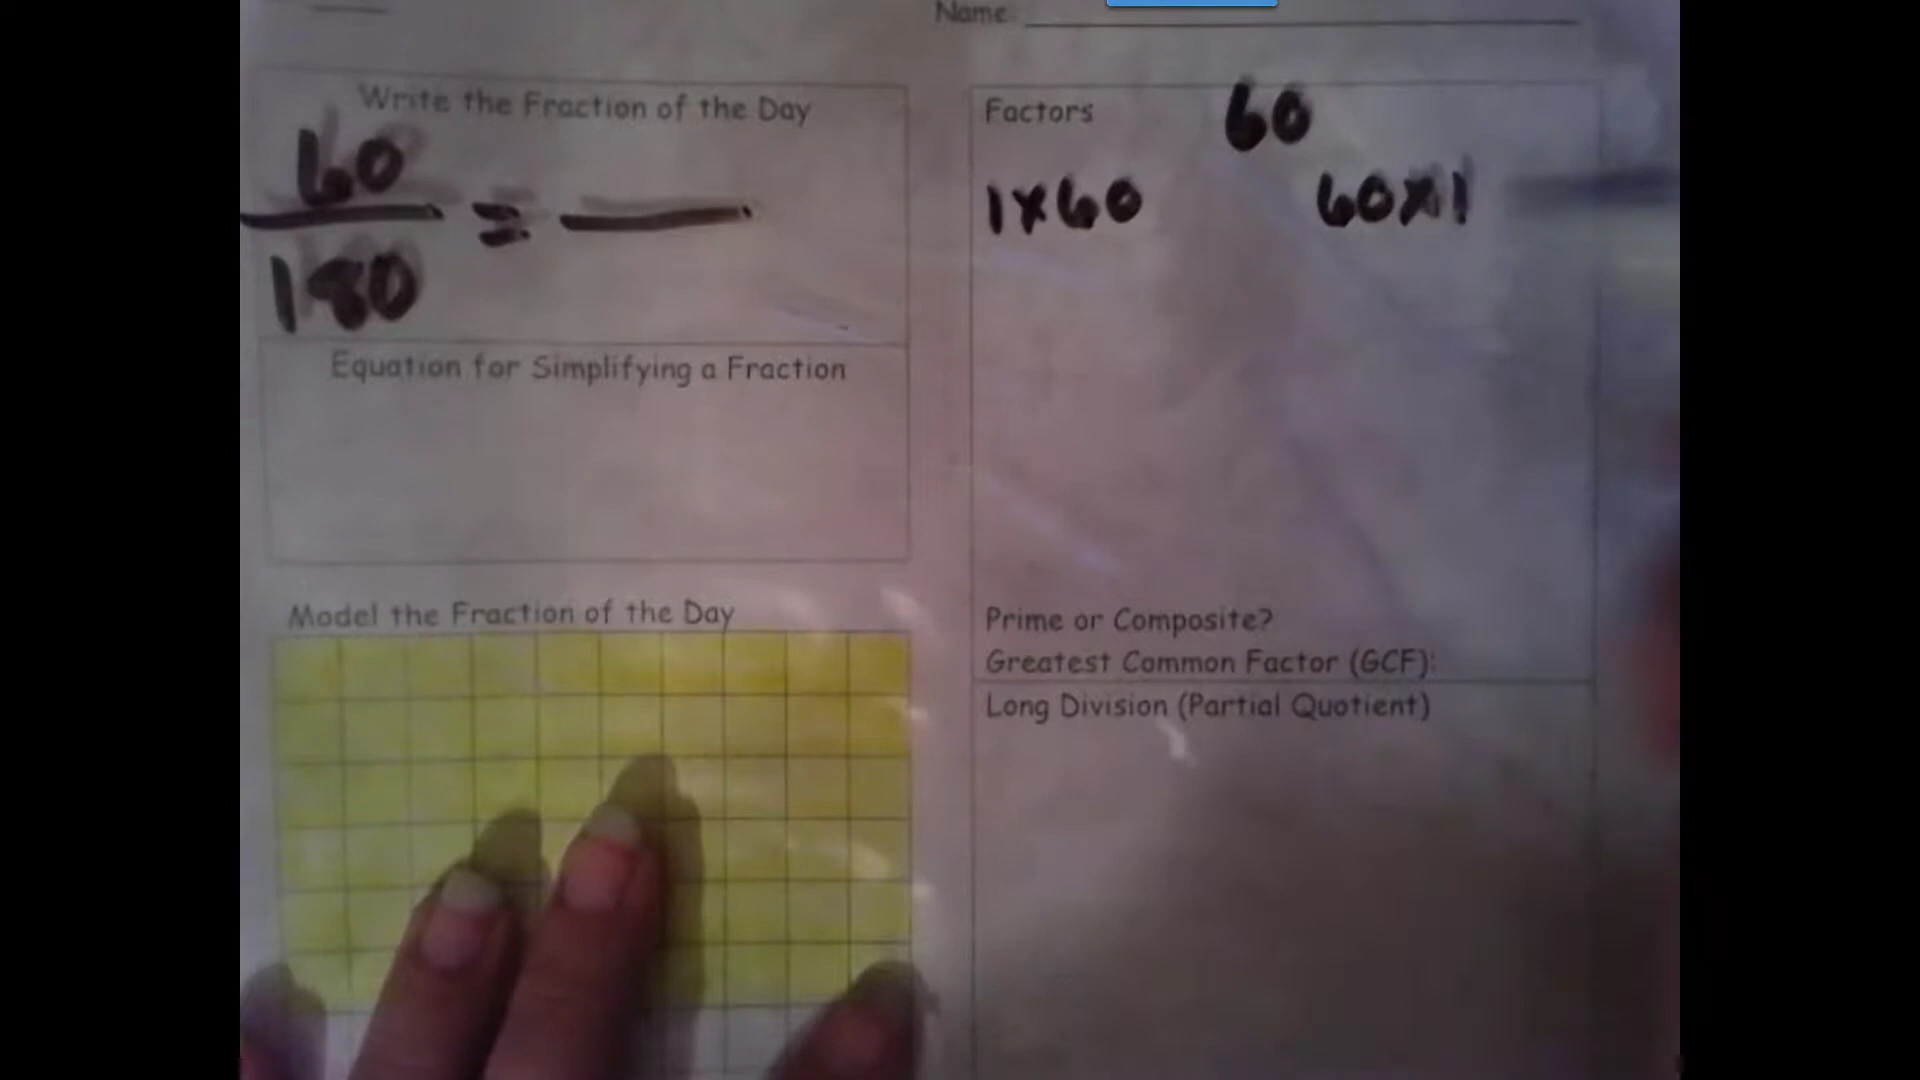 Name:
Write the Fraction of the Day
60
180
=
Equation for Simplifying a Fraction
Model the Fraction of the Day
Factors
60
1x60 60x1
Prime or Composite?
Greatest Common Factor (GCF):
Long Division (Partial Quotient)